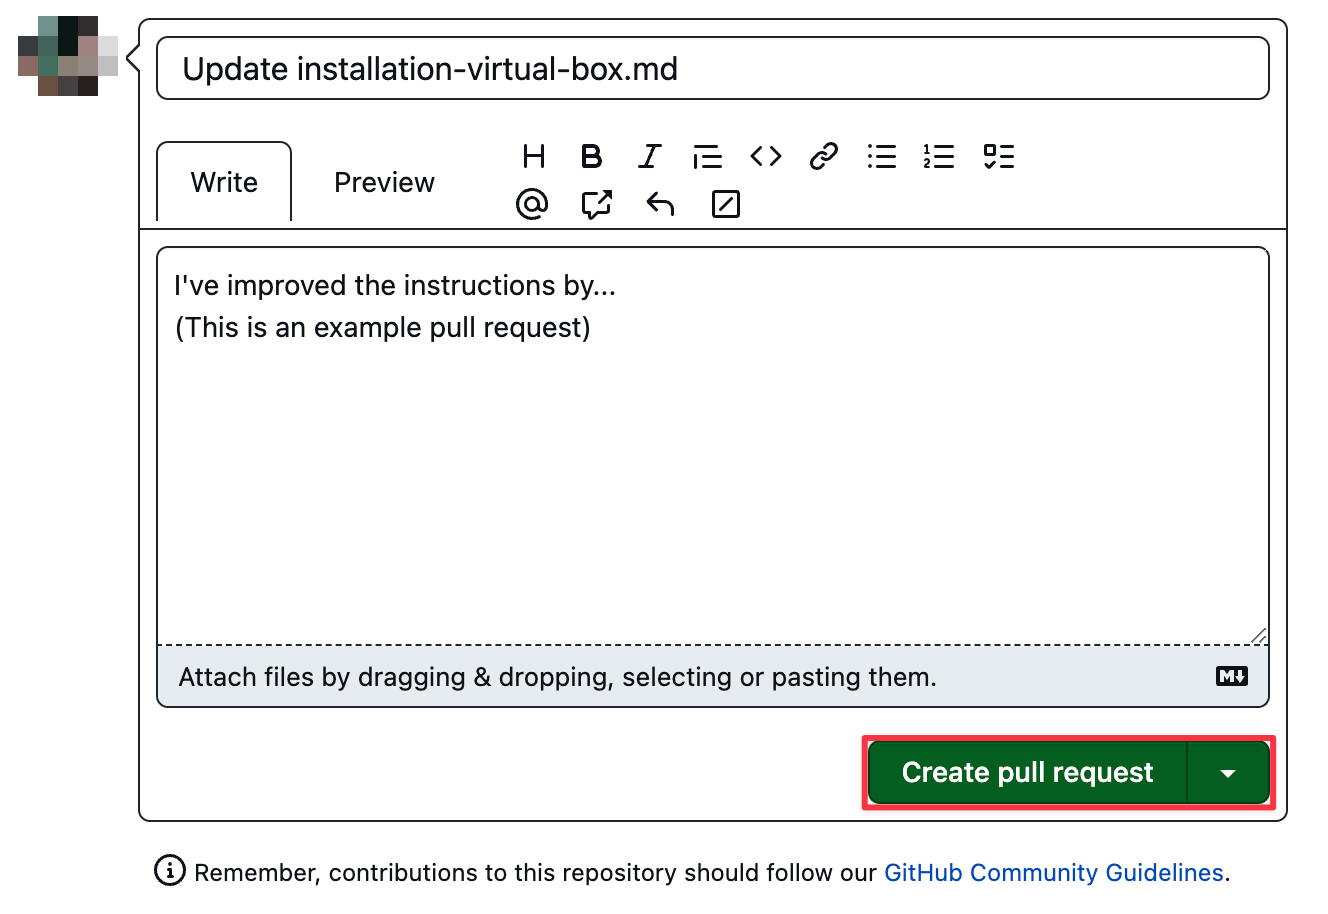 Update installation-virtual-box.md
Write
Preview
I've improved the instructions by...
(This is an example pull request)
Attach files by dragging & dropping, selecting or pasting them.
Create pull request
Remember, contributions to this repository should follow our GitHub Community Guidelines.